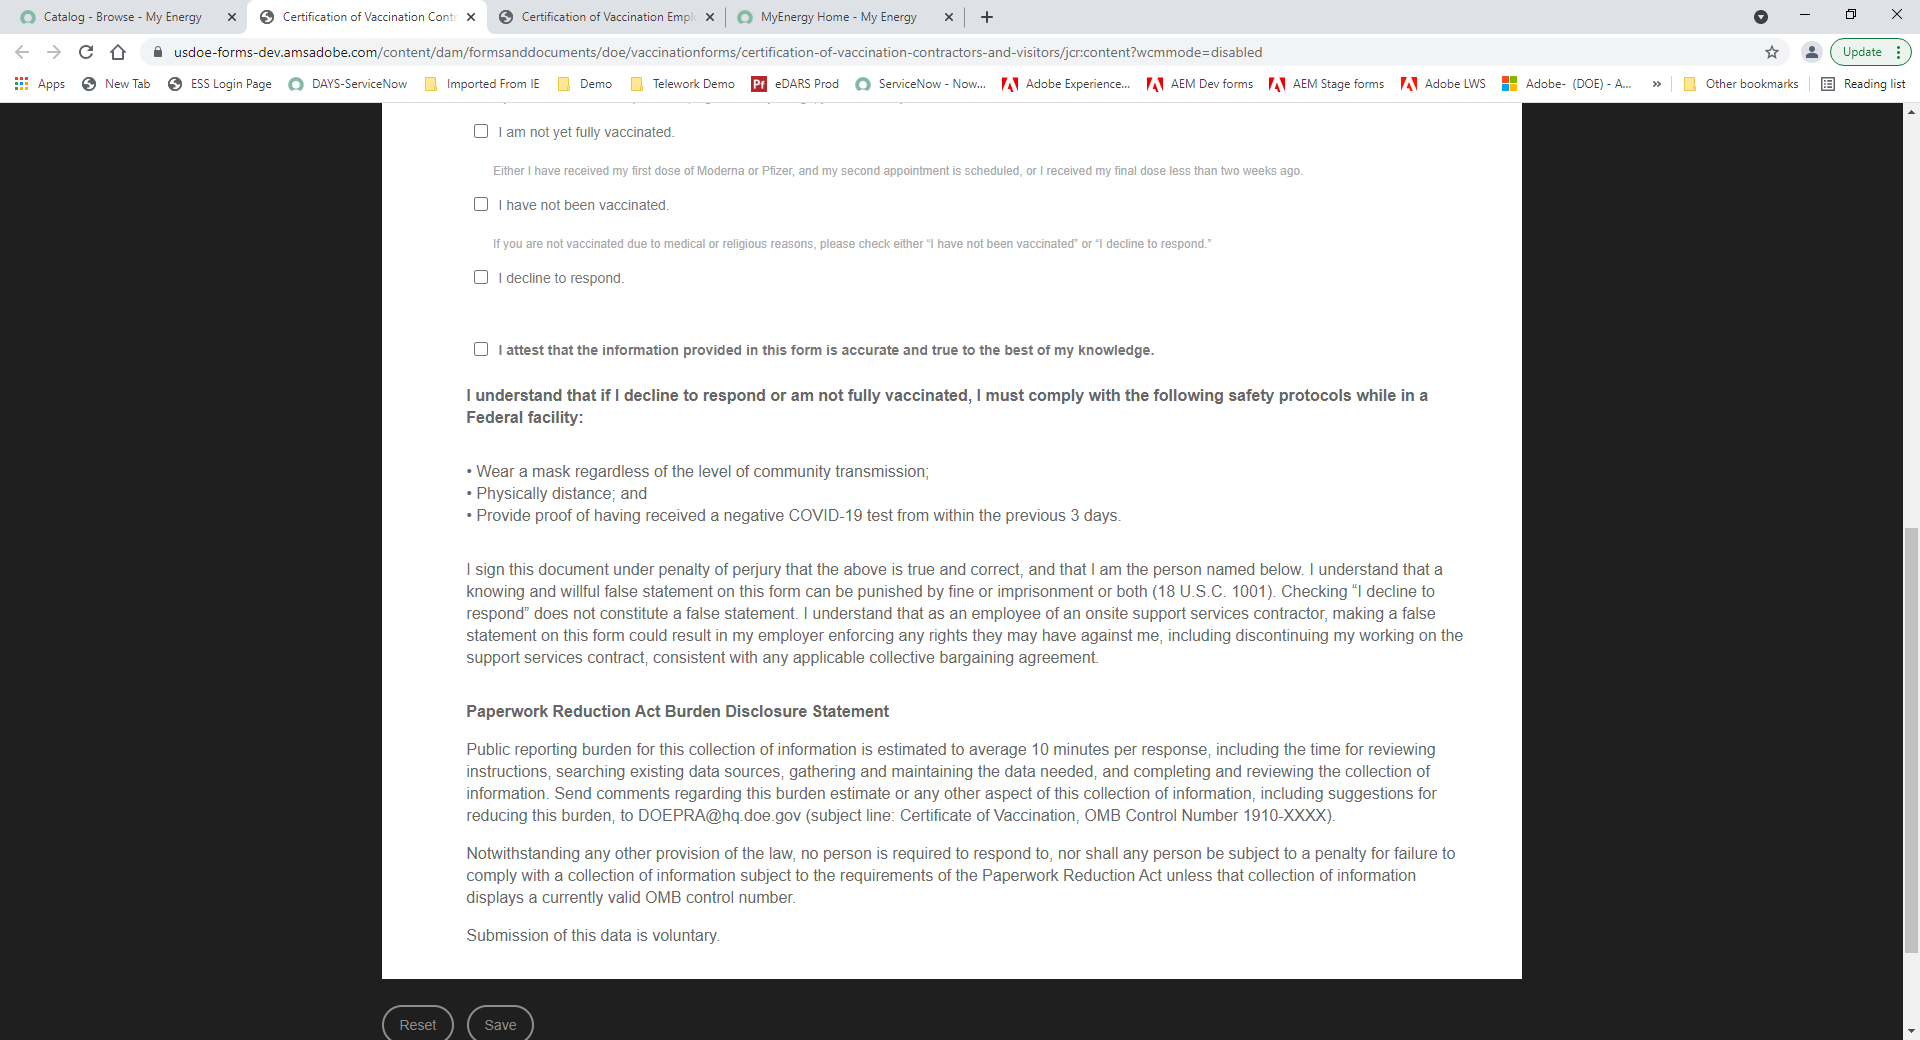 Catalog - Browse - My Energy
Certification of Vaccination Contr
Certification of Vaccination Emplo
MyEnergy Home - My Energy
usdoe-forms-dev.amsadobe.com/content/dam/formsanddocuments/doe/vaccinationforms/certification-of-vaccination-contractors-and-visitors/jcr:content?wcmmode=disabled
Update
Apps
New Tab
ESS Login Page
DAYS-ServiceNow
Imported From IE
Demo
Telework Demo
Pf eDARS Prod
ServiceNow - Now...
Adobe Experience...
AEM Dev forms
AEM Stage forms
Adobe LWS
Adobe- (DOE) - A...
»
Other bookmarks
Reading list
I am not yet fully vaccinated.
Either I have received my first dose of Moderna or Pfizer, and my second appointment is scheduled, or I received my final dose less than two weeks ago.
I have not been vaccinated.
If you are not vaccinated due to medical or religious reasons, please check either “I have not been vaccinated” or “I decline to respond.”
I decline to respond.
I attest that the information provided in this form is accurate and true to the best of my knowledge.
I understand that if I decline to respond or am not fully vaccinated, I must comply with the following safety protocols while in a
Federal facility:
• Wear a mask regardless of the level of community transmission;
• Physically distance; and
• Provide proof of having received a negative COVID-19 test from within the previous 3 days.
I sign this document under penalty of perjury that the above is true and correct, and that I am the person named below. I understand that a
knowing and willful false statement on this form can be punished by fine or imprisonment or both (18 U.S.C. 1001). Checking “I decline to
respond” does not constitute a false statement. I understand that as an employee of an onsite support services contractor, making a false
statement on this form could result in my employer enforcing any rights they may have against me, including discontinuing my working on the
support services contract, consistent with any applicable collective bargaining agreement.
Paperwork Reduction Act Burden Disclosure Statement
Public reporting burden for this collection of information is estimated to average 10 minutes per response, including the time for reviewing
instructions, searching existing data sources, gathering and maintaining the data needed, and completing and reviewing the collection of
information. Send comments regarding this burden estimate or any other aspect of this collection of information, including suggestions for
reducing this burden, to DOEPRA@hq.doe.gov (subject line: Certificate of Vaccination, OMB Control Number 1910-XXXX).
Notwithstanding any other provision of the law, no person is required to respond to, nor shall any person be subject to a penalty for failure to
comply with a collection of information subject to the requirements of the Paperwork Reduction Act unless that collection of information
displays a currently valid OMB control number.
Submission of this data is voluntary.
Reset
Save